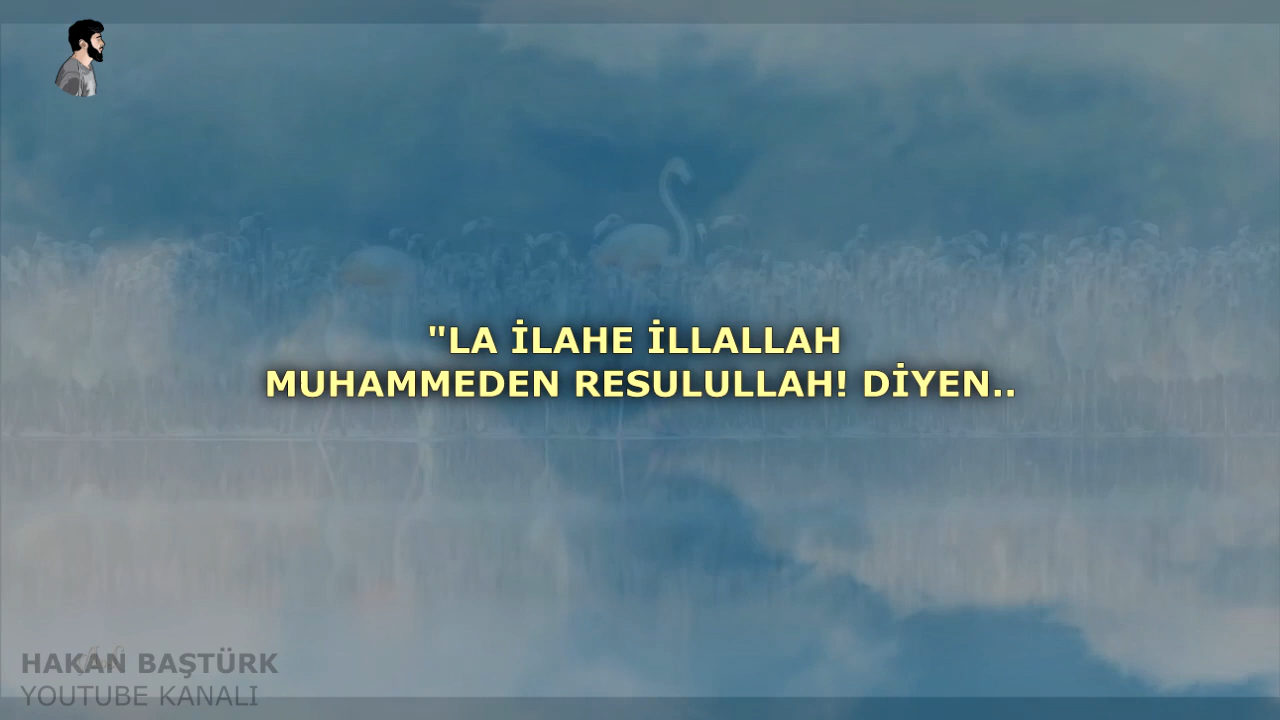 "LA İLAHE İLLALLAH
MUHAMMEDEN RESULULLAH! DİYEN..
HAKAN BAŞTÜRK
YOUTUBE KANALI